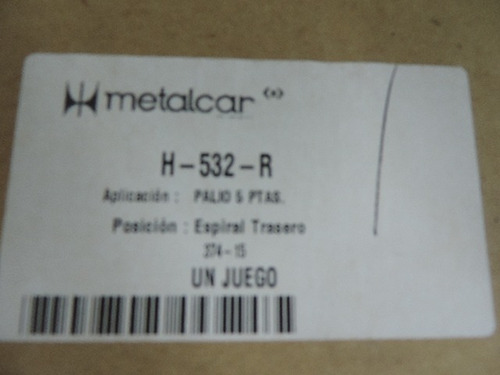 metalcar
H-532-R
Aplicación : PALIO 5 PTAS.
Posición : Espiral Trasero
374-15
UN JUEGO